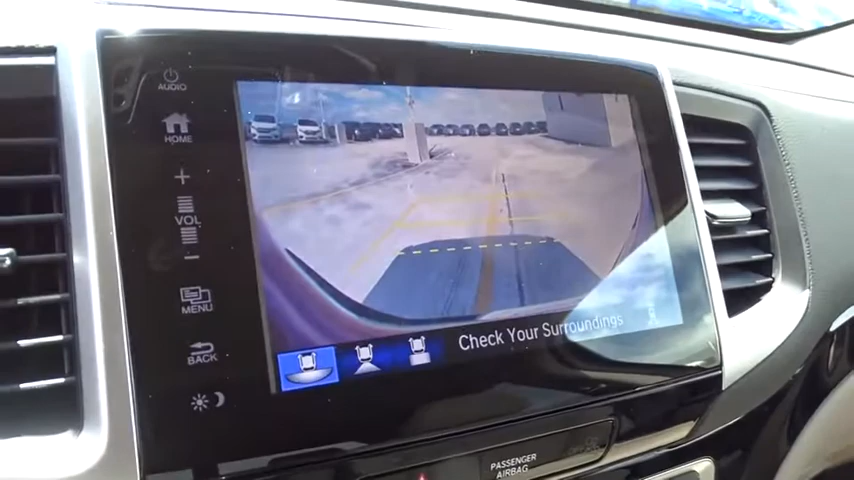 AUDIO
HOME
+
VOL
−
MENU
BACK
Check Your Surroundings
PASSENGER
AIRBAG